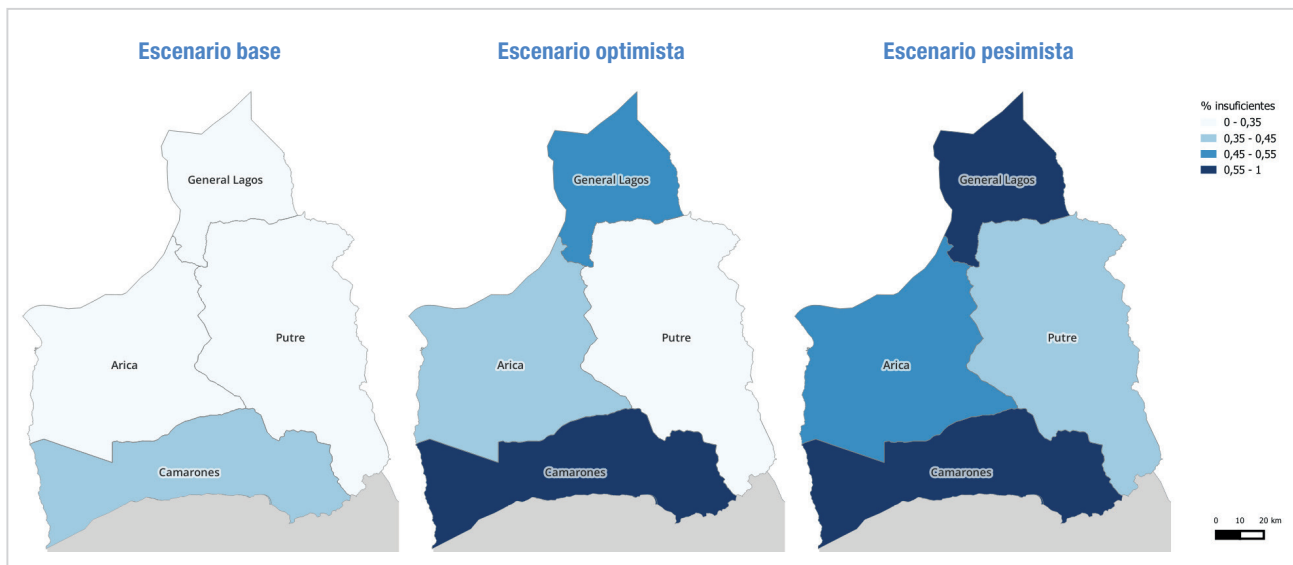 Escenario base
Escenario optimista
Escenario pesimista
% insuficientes
0 - 0,35
0,35 - 0,45
0,45 - 0,55
0,55 - 1
General Lagos
Putre
Arica
Camarones
General Lagos
Putre
Arica
Camarones
General Lagos
Putre
Arica
Camarones
0 10 20 km